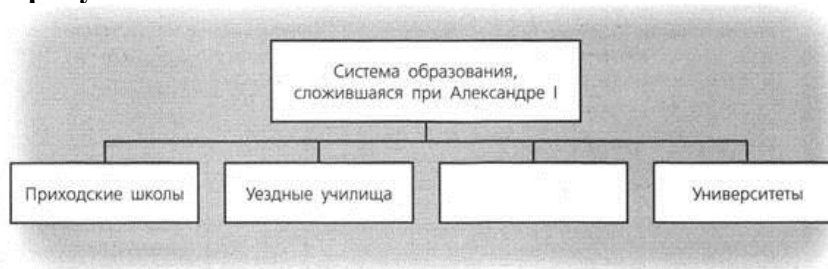 Система образования,
сложившаяся при Александре I
Приходские школы
Уездные училища
Университеты